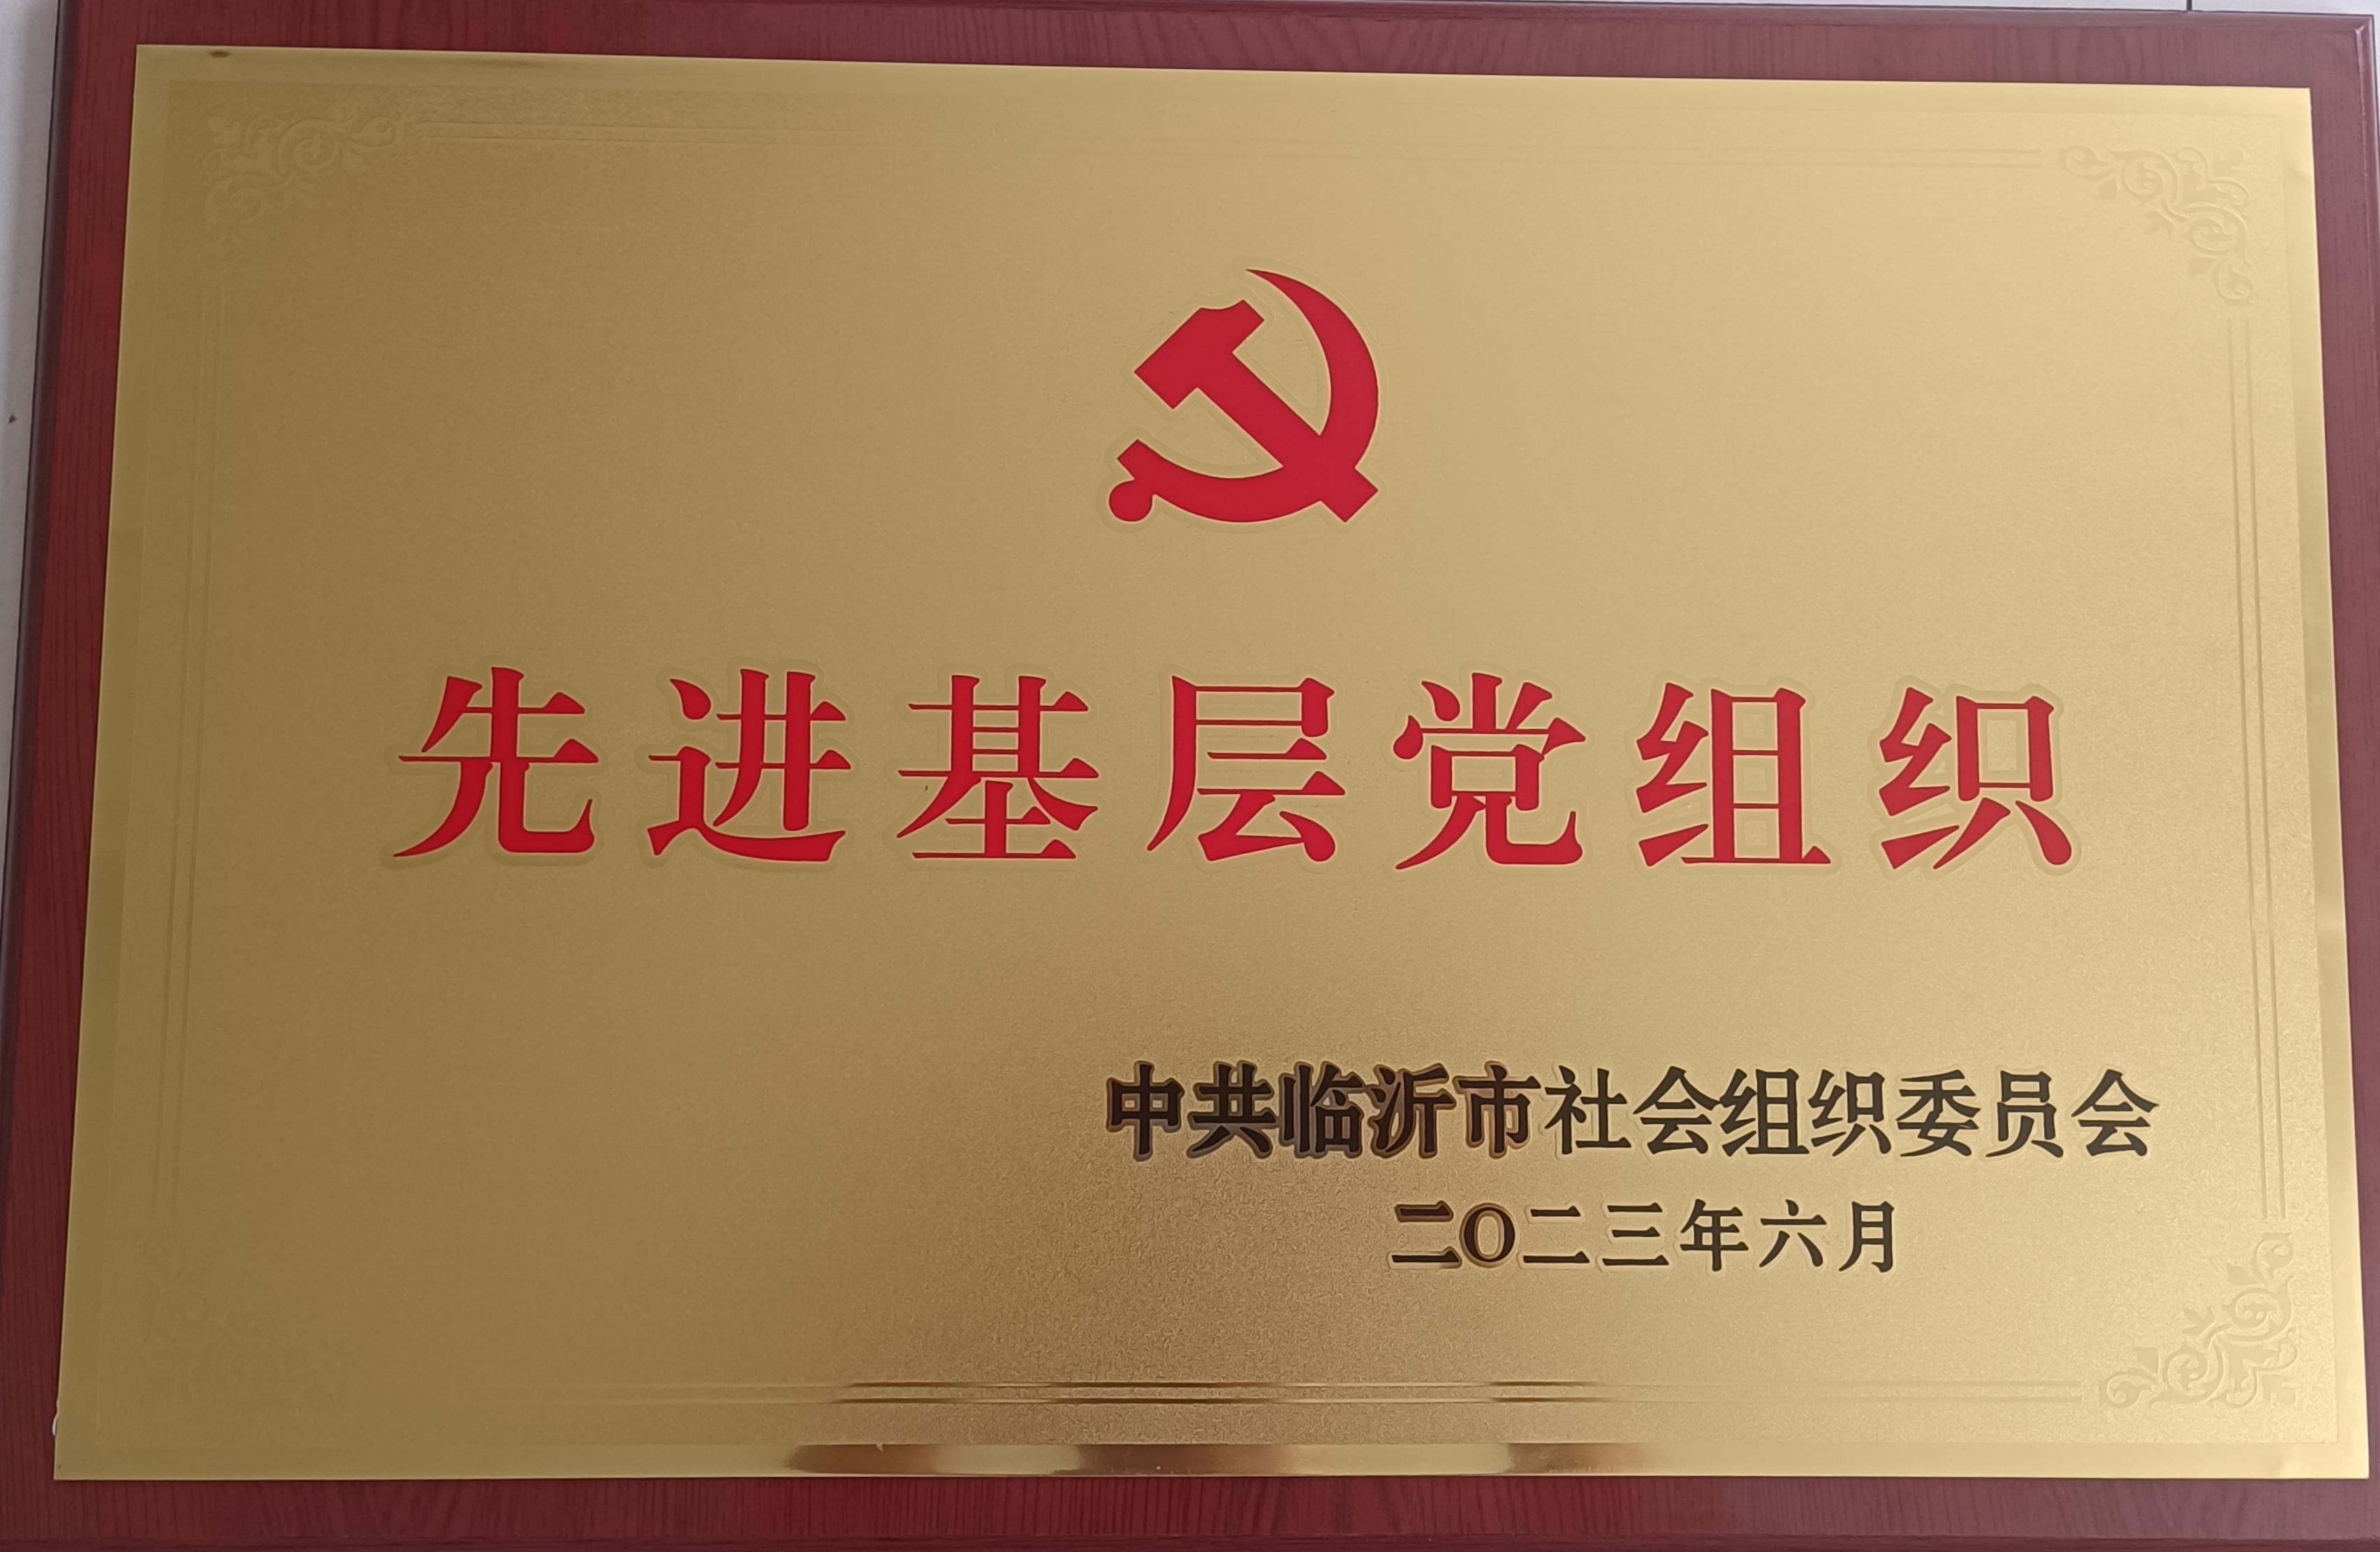 先进基层党组织
中共临沂市社会组织委员会
二〇二三年六月